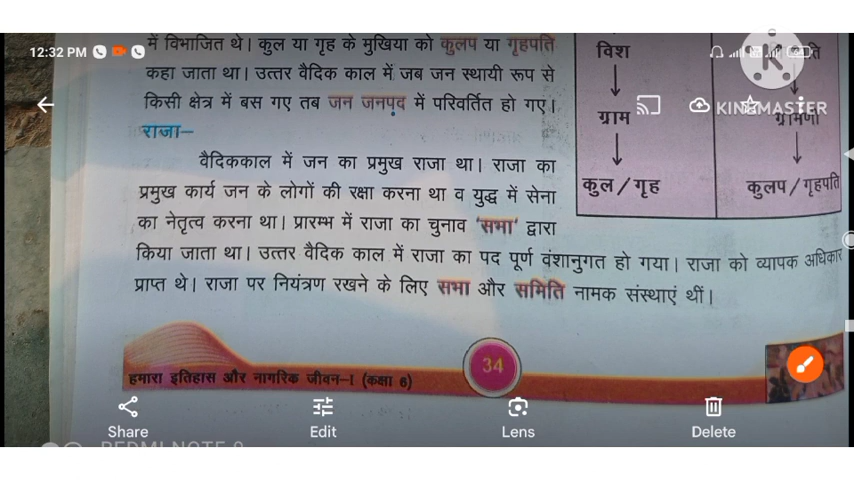 12:32 PM
में विभाजित थे। कुल या गृह के मुखिया को कुलप या गृहपति
कहा जाता था। उत्तर वैदिक काल में जब जन स्थायी रूप से
किसी क्षेत्र में बस गए तब जन जनपद में परिवर्तित हो गए।
राजा–
वैदिककाल में जन का प्रमुख राजा था। राजा का
प्रमुख कार्य जन के लोगों की रक्षा करना था व युद्ध में सेना
का नेतृत्व करना था। प्रारम्भ में राजा का चुनाव 'सभा' द्वारा
किया जाता था। उत्तर वैदिक काल में राजा का पद पूर्ण वंशानुगत हो गया। राजा को व्यापक अधिकार
प्राप्त थे। राजा पर नियंत्रण रखने के लिए सभा और समिति नामक संस्थाएं थीं।
विश
ग्राम ग्रामणी
कुल / गृह कुलप / गृहपति
KINEMASTER
34
हमारा इतिहास और नागरिक जीवन–I (कक्षा 6)
Share Edit Lens Delete
REDMI NOTE 9